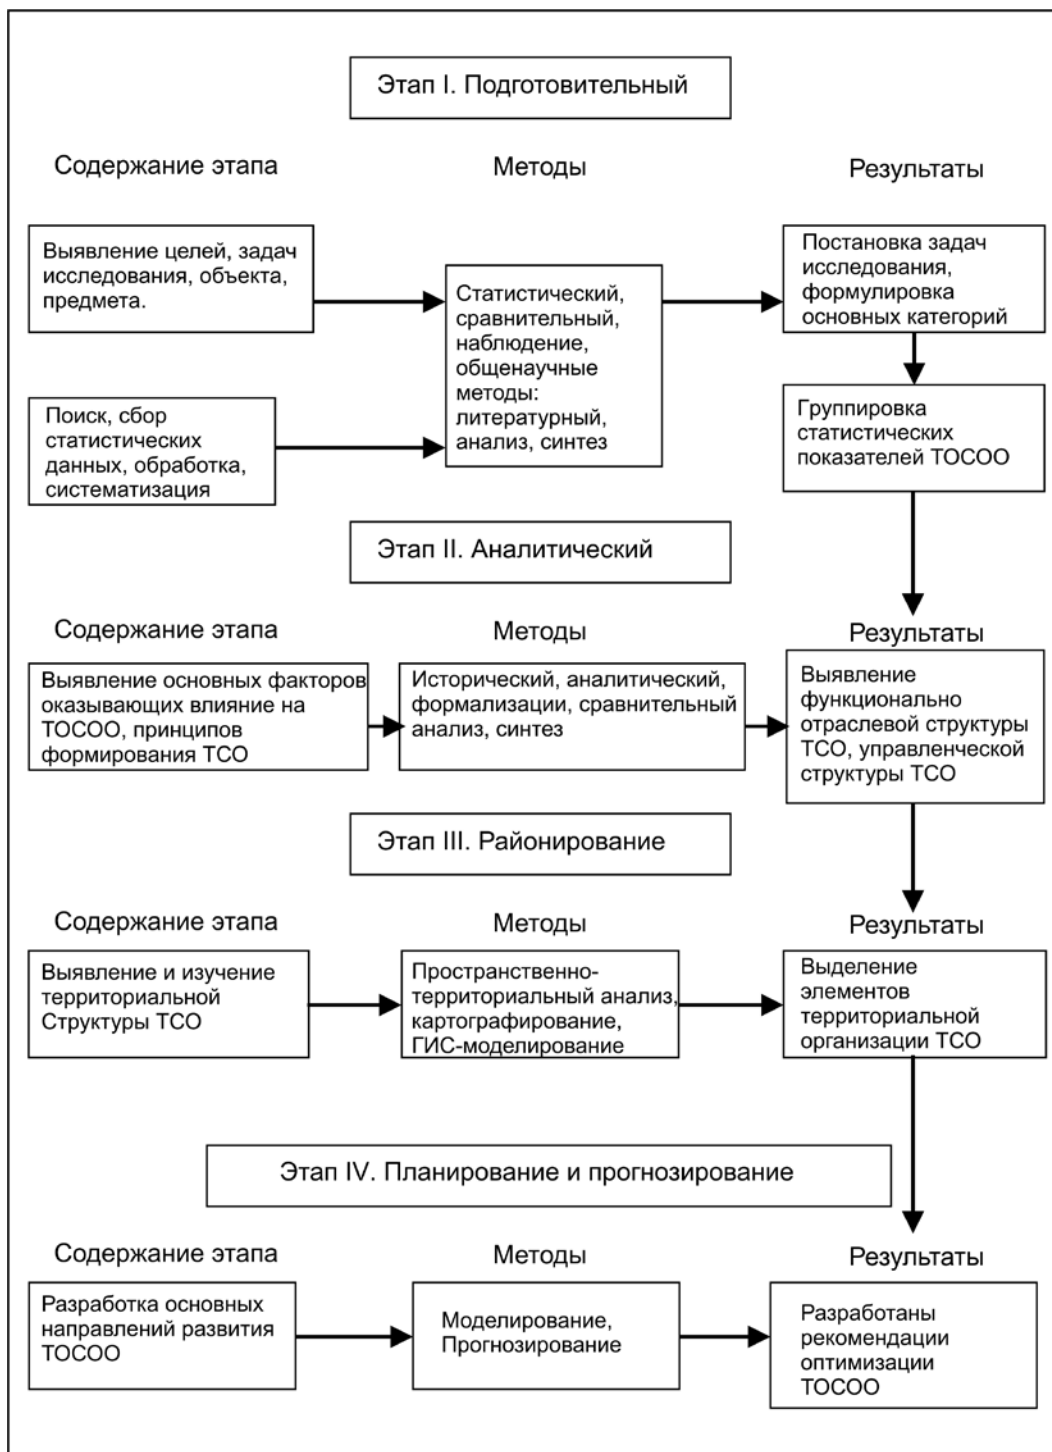 Этап I. Подготовительный
Содержание этапа
Методы
Результаты
Выявление целей, задач
исследования, объекта,
предмета.
Поиск, сбор
статистических
данных, обработка,
систематизация
Статистический,
сравнительный,
наблюдение,
общенаучные
методы:
литературный,
анализ, синтез
Постановка задач
исследования,
формулировка
основных категорий
Группировка
статистических
показателей ТОСОО
Этап II. Аналитический
Содержание этапа
Методы
Результаты
Выявление основных факторов
оказывающих влияние на
ТОСОО, принципов
формирования ТСО
Исторический, аналитический,
формализации, сравнительный
анализ, синтез
Выявление
функционально
отраслевой структуры
ТСО, управленческой
структуры ТСО
Этап III. Районирование
Содержание этапа
Методы
Результаты
Выявление и изучение
территориальной
Структуры ТСО
Пространственно-
территориальный анализ,
картографирование,
ГИС-моделирование
Выделение
элементов
территориальной
организации ТСО
Этап IV. Планирование и прогнозирование
Содержание этапа
Методы
Результаты
Разработка основных
направлений развития
ТОСОО
Моделирование,
Прогнозирование
Разработаны
рекомендации
оптимизации
ТОСОО